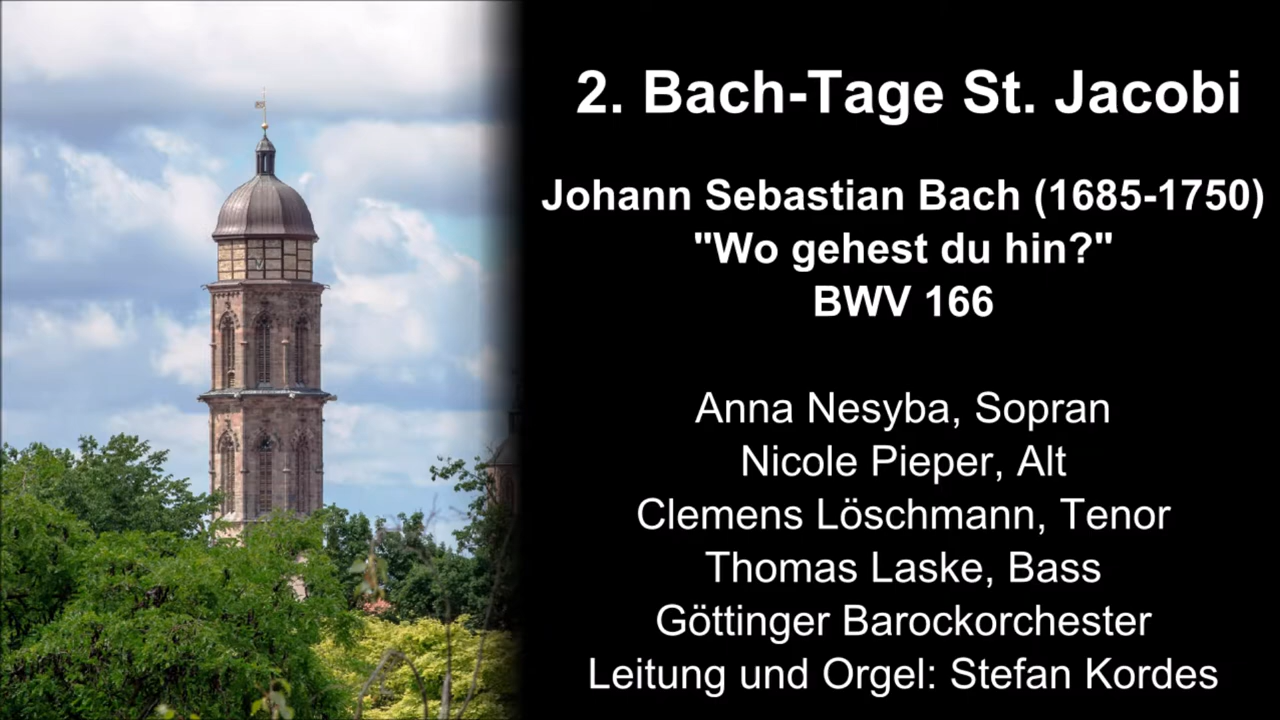 2. Bach-Tage St. Jacobi
Johann Sebastian Bach (1685-1750)
"Wo gehest du hin?"
BWV 166
Anna Nesyba, Sopran
Nicole Pieper, Alt
Clemens Löschmann, Tenor
Thomas Laske, Bass
Göttinger Barockorchester
Leitung und Orgel: Stefan Kordes